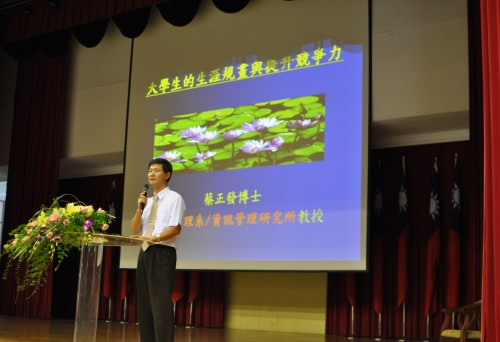 大學生的生涯規畫與提升競爭力
蔡正發博士
理系/資訊管理研究所教授